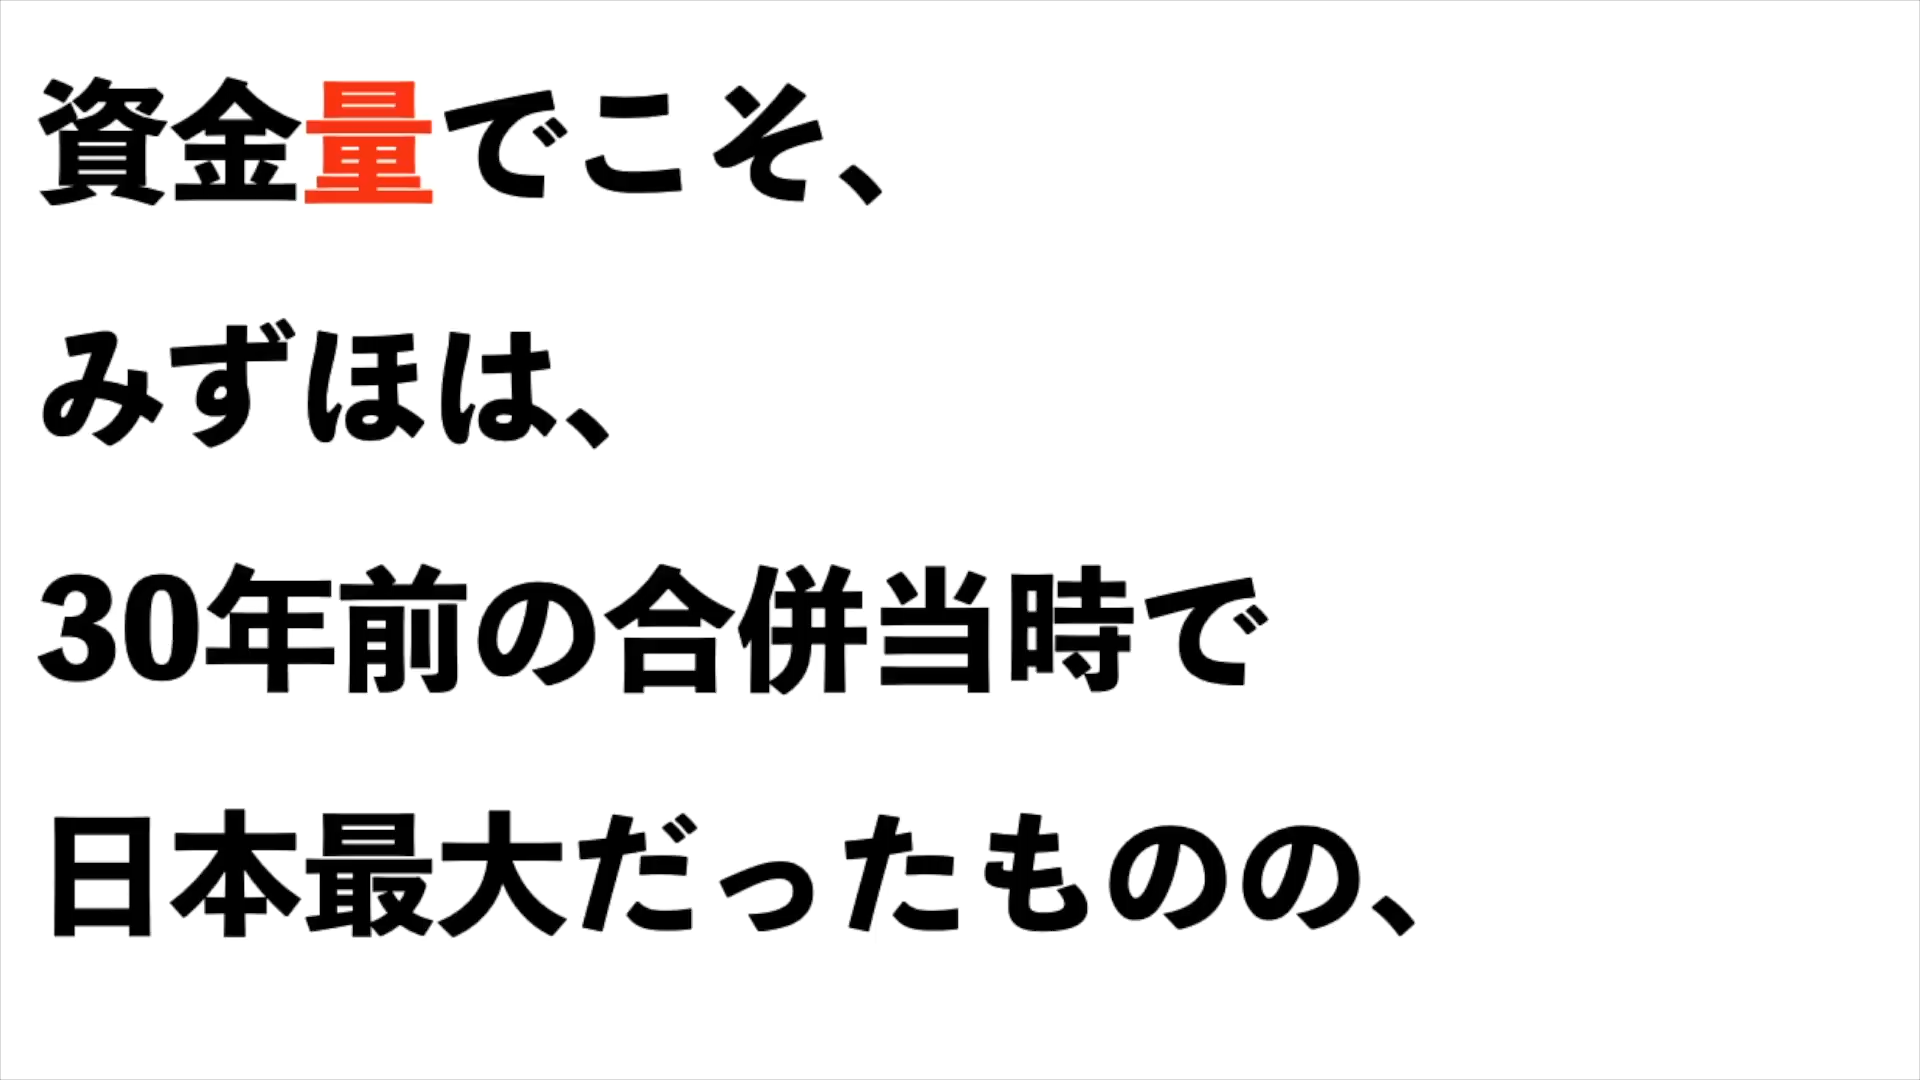 資金量でこそ、
みずほは、
30年前の合併当時で
日本最大だったものの、